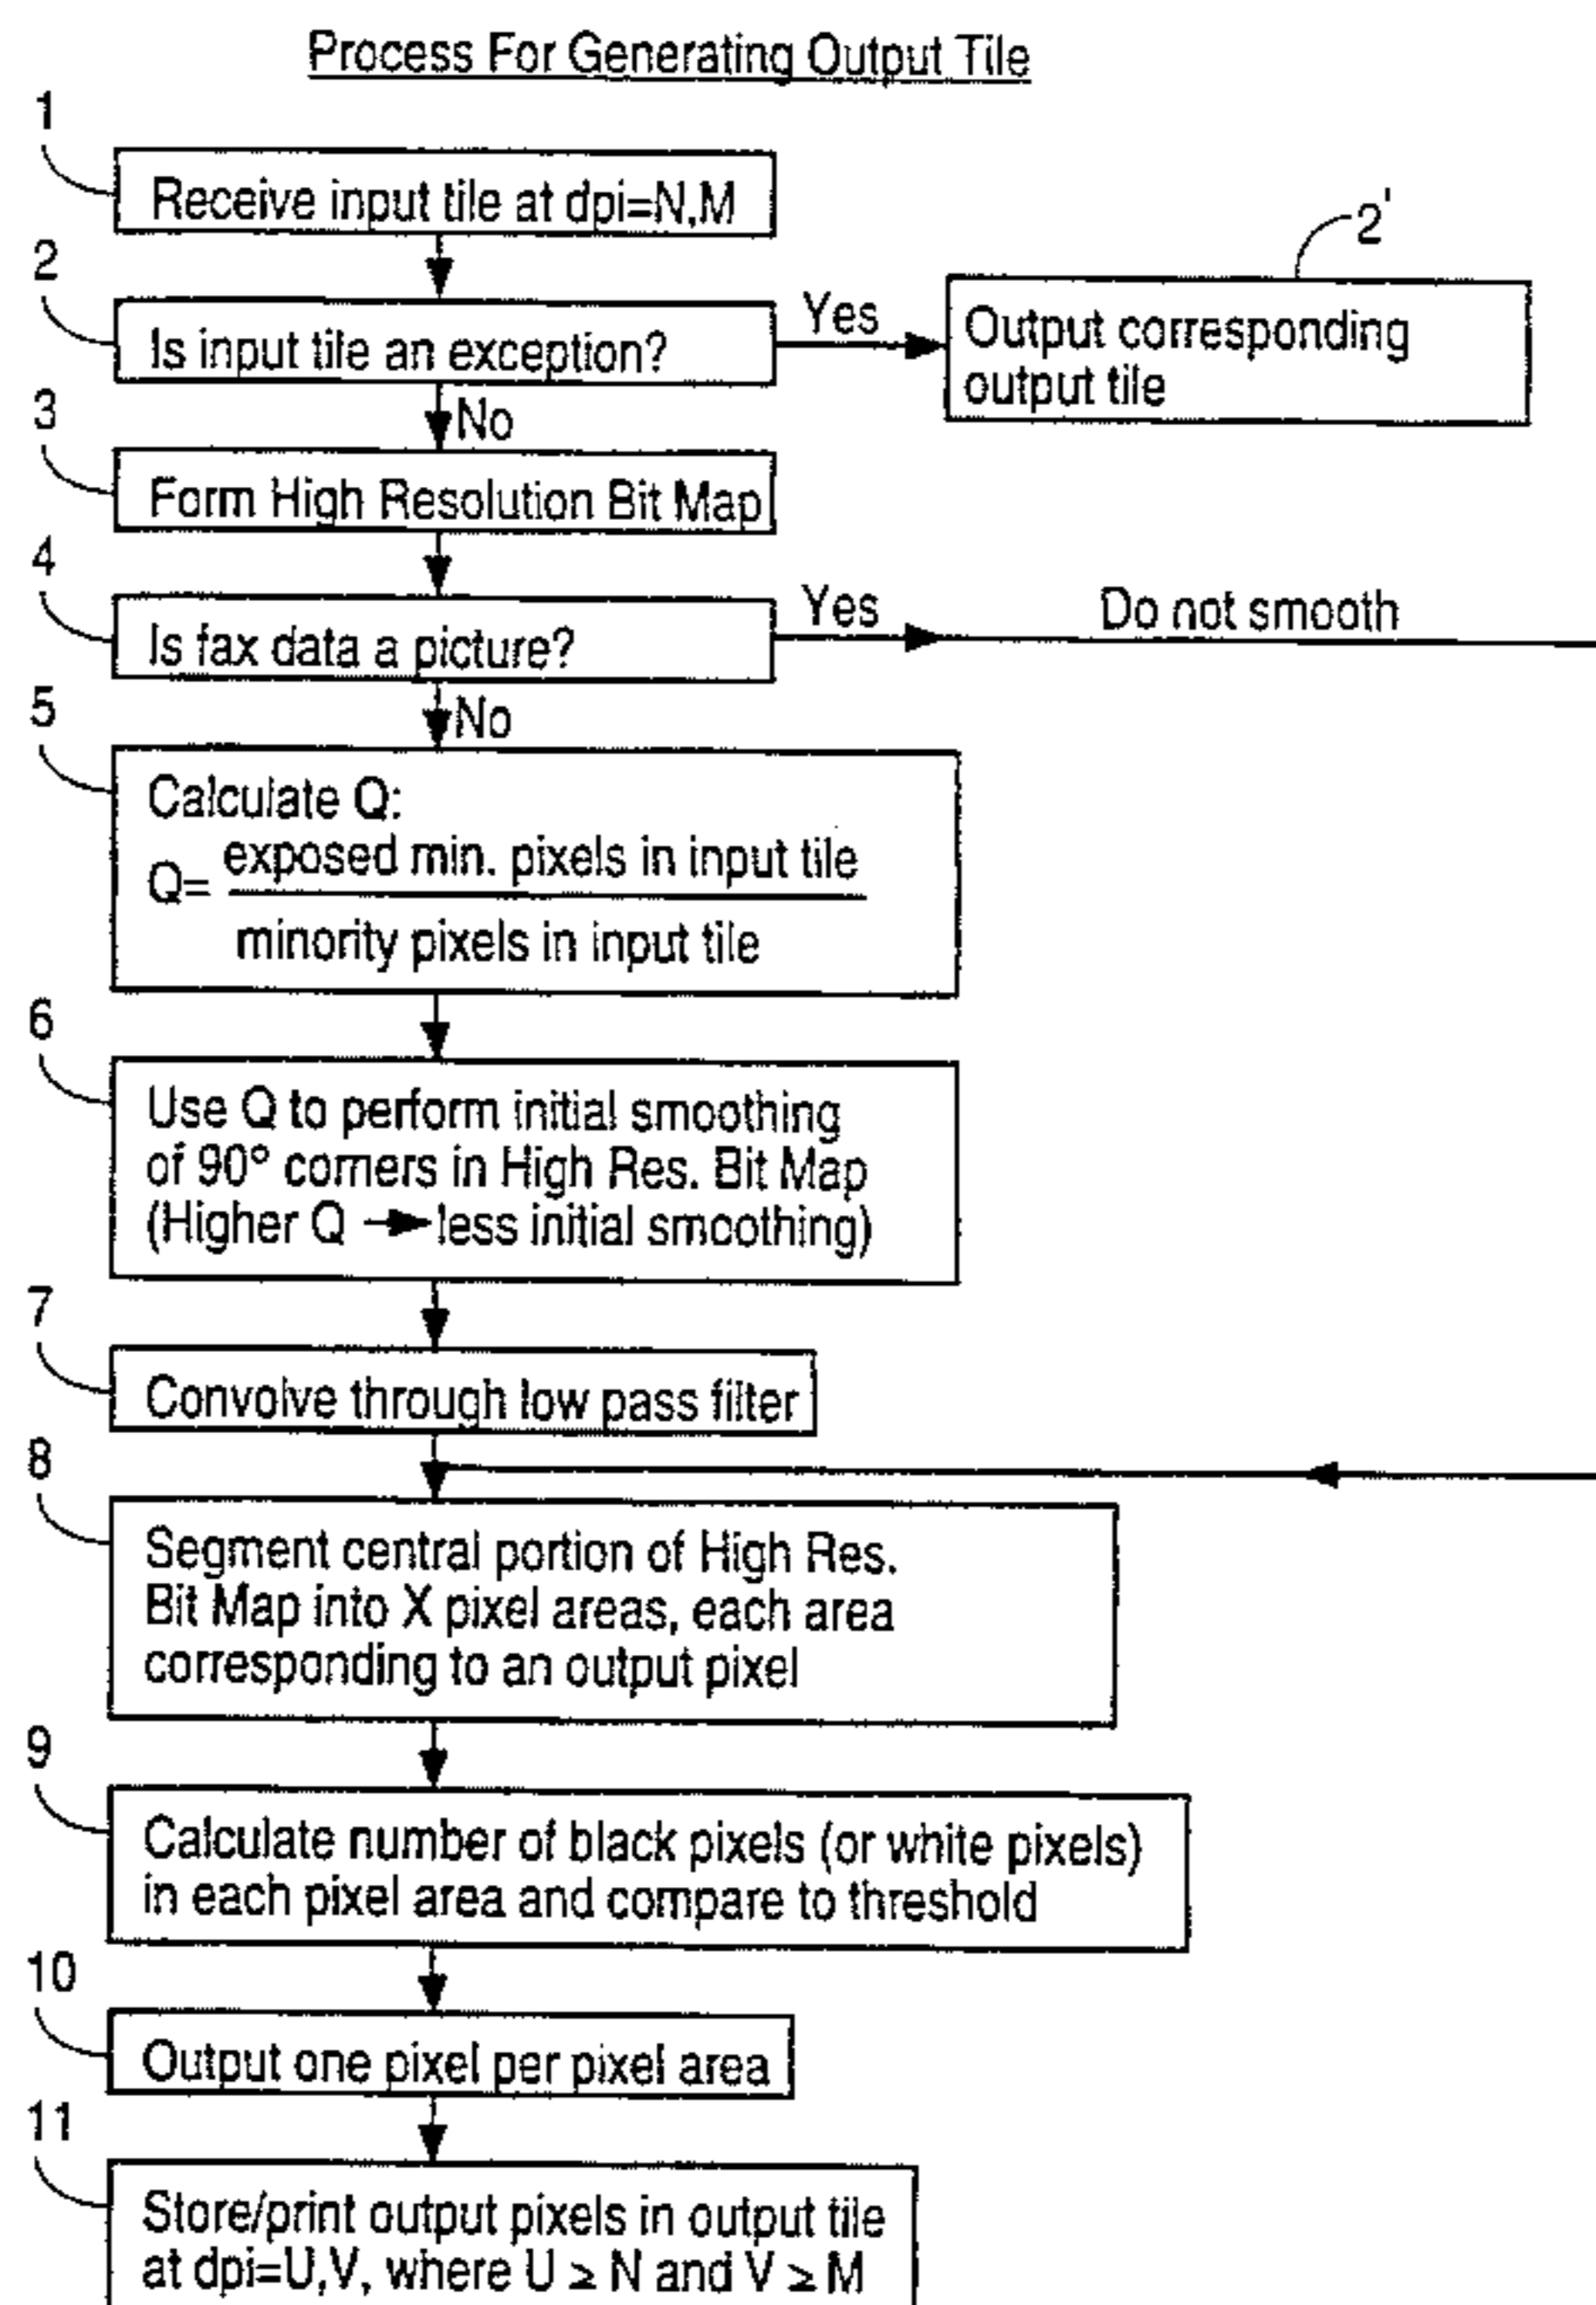 Process For Generating Output Tile
1
Receive input tile at dpi=N,M
2
Is input tile an exception?
Yes
2'
Output corresponding
output tile
No
3
Form High Resolution Bit Map
4
Is fax data a picture?
Yes
Do not smooth
No
5
Calculate Q:
Q= exposed min. pixels in input tile
minority pixels in input tile
6
Use Q to perform initial smoothing
of 90° corners in High Res. Bit Map
(Higher Q → less initial smoothing)
7
Convolve through low pass filter
8
Segment central portion of High Res.
Bit Map into X pixel areas, each area
corresponding to an output pixel
9
Calculate number of black pixels (or white pixels)
in each pixel area and compare to threshold
10
Output one pixel per pixel area
11
Store/print output pixels in output tile
at dpi=U,V, where U ≥ N and V ≥ M